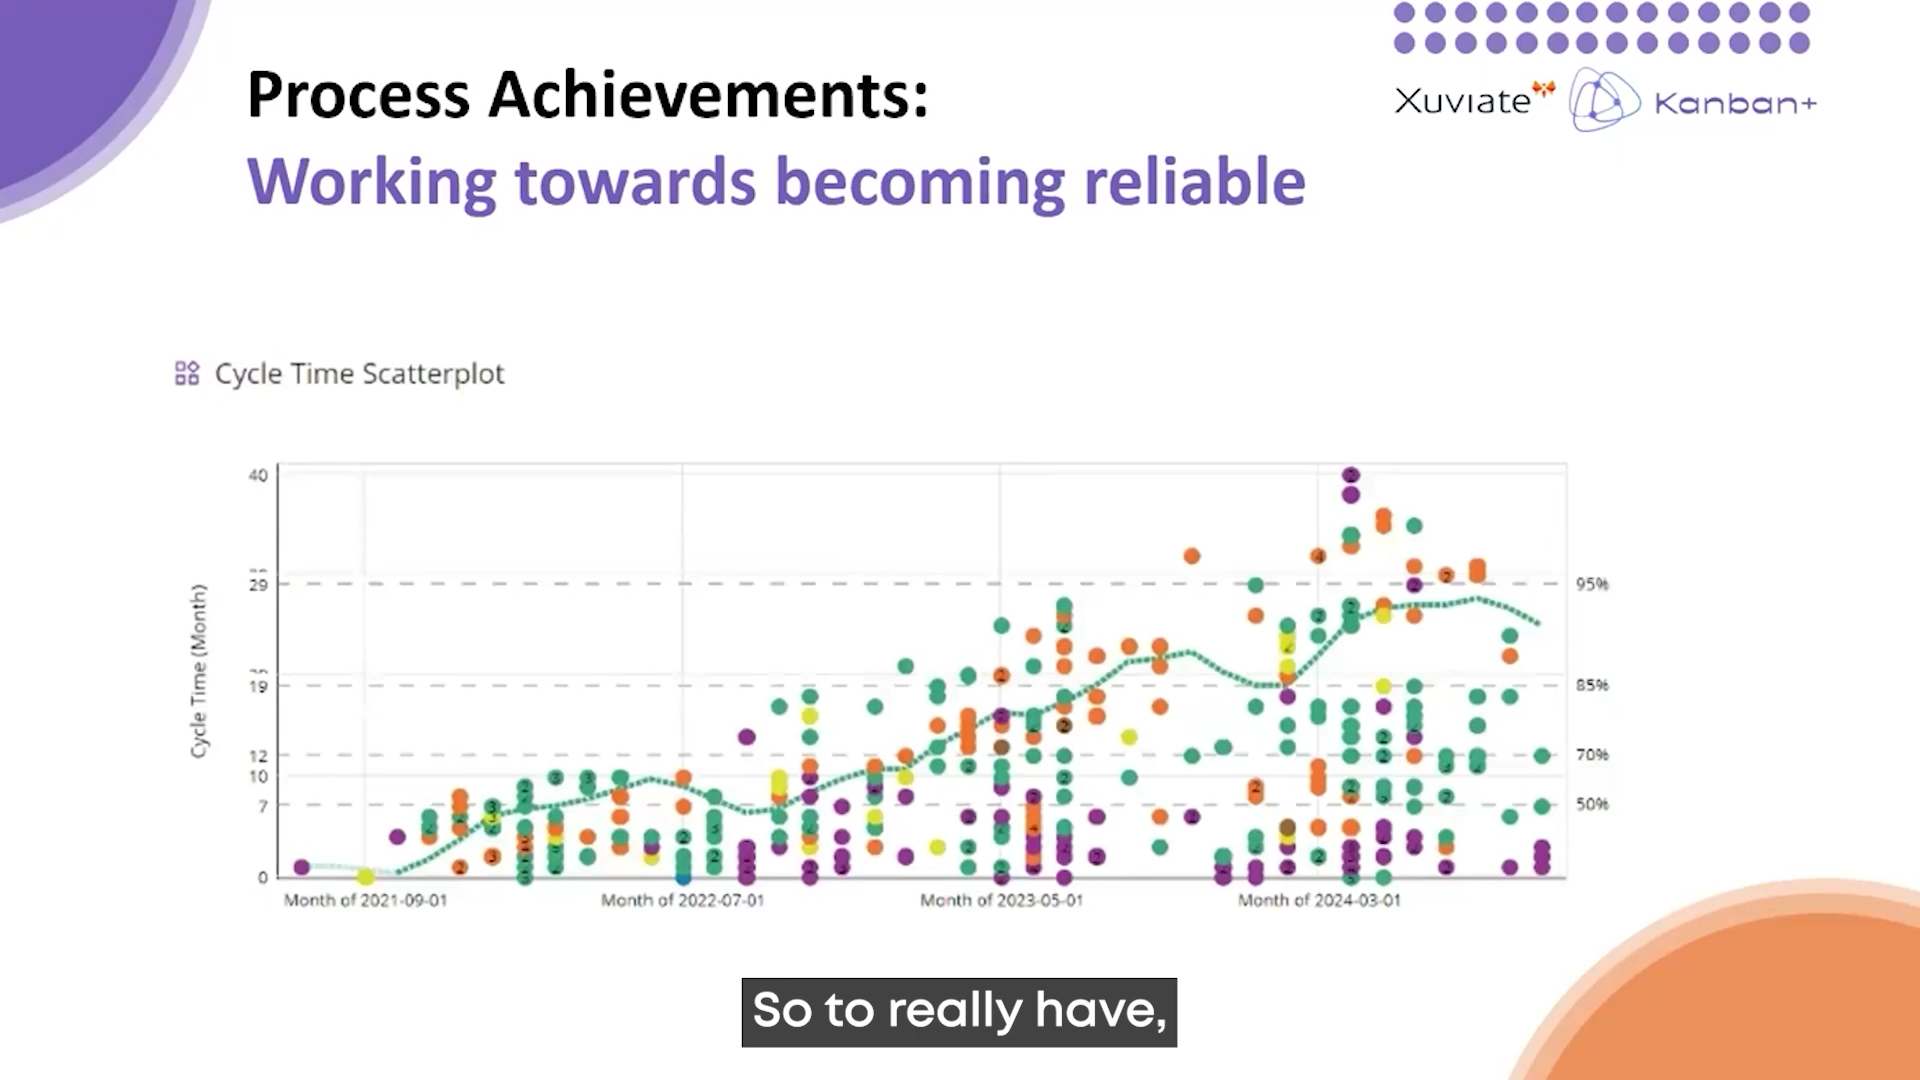 Process Achievements:
Working towards becoming reliable
Xuviate
Kanban+
Cycle Time Scatterplot
Cycle Time (Month)
40
29
19
12
10
7
0
95%
85%
70%
50%
Month of 2021-09-01
Month of 2022-07-01
Month of 2023-05-01
Month of 2024-03-01
So to really have,